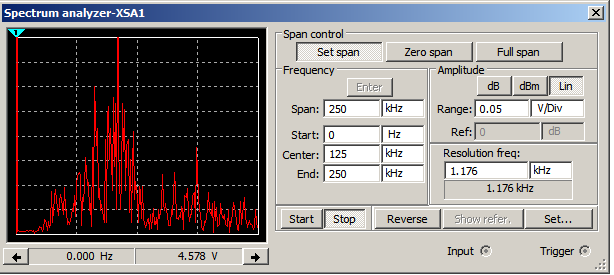 Spectrum analyzer-XSA1
1
Span control
Set span Zero span Full span
Frequency
Enter
Span: 250 kHz
Start: 0 Hz
Center: 125 kHz
End: 250 kHz
Amplitude
dB dBm Lin
Range: 0.05 V/Div
Ref: 0 dB
Resolution freq:
1.176 kHz
1.176 kHz
Start Stop Reverse Show refer. Set...
0.000 Hz 4.578 V
Input Trigger